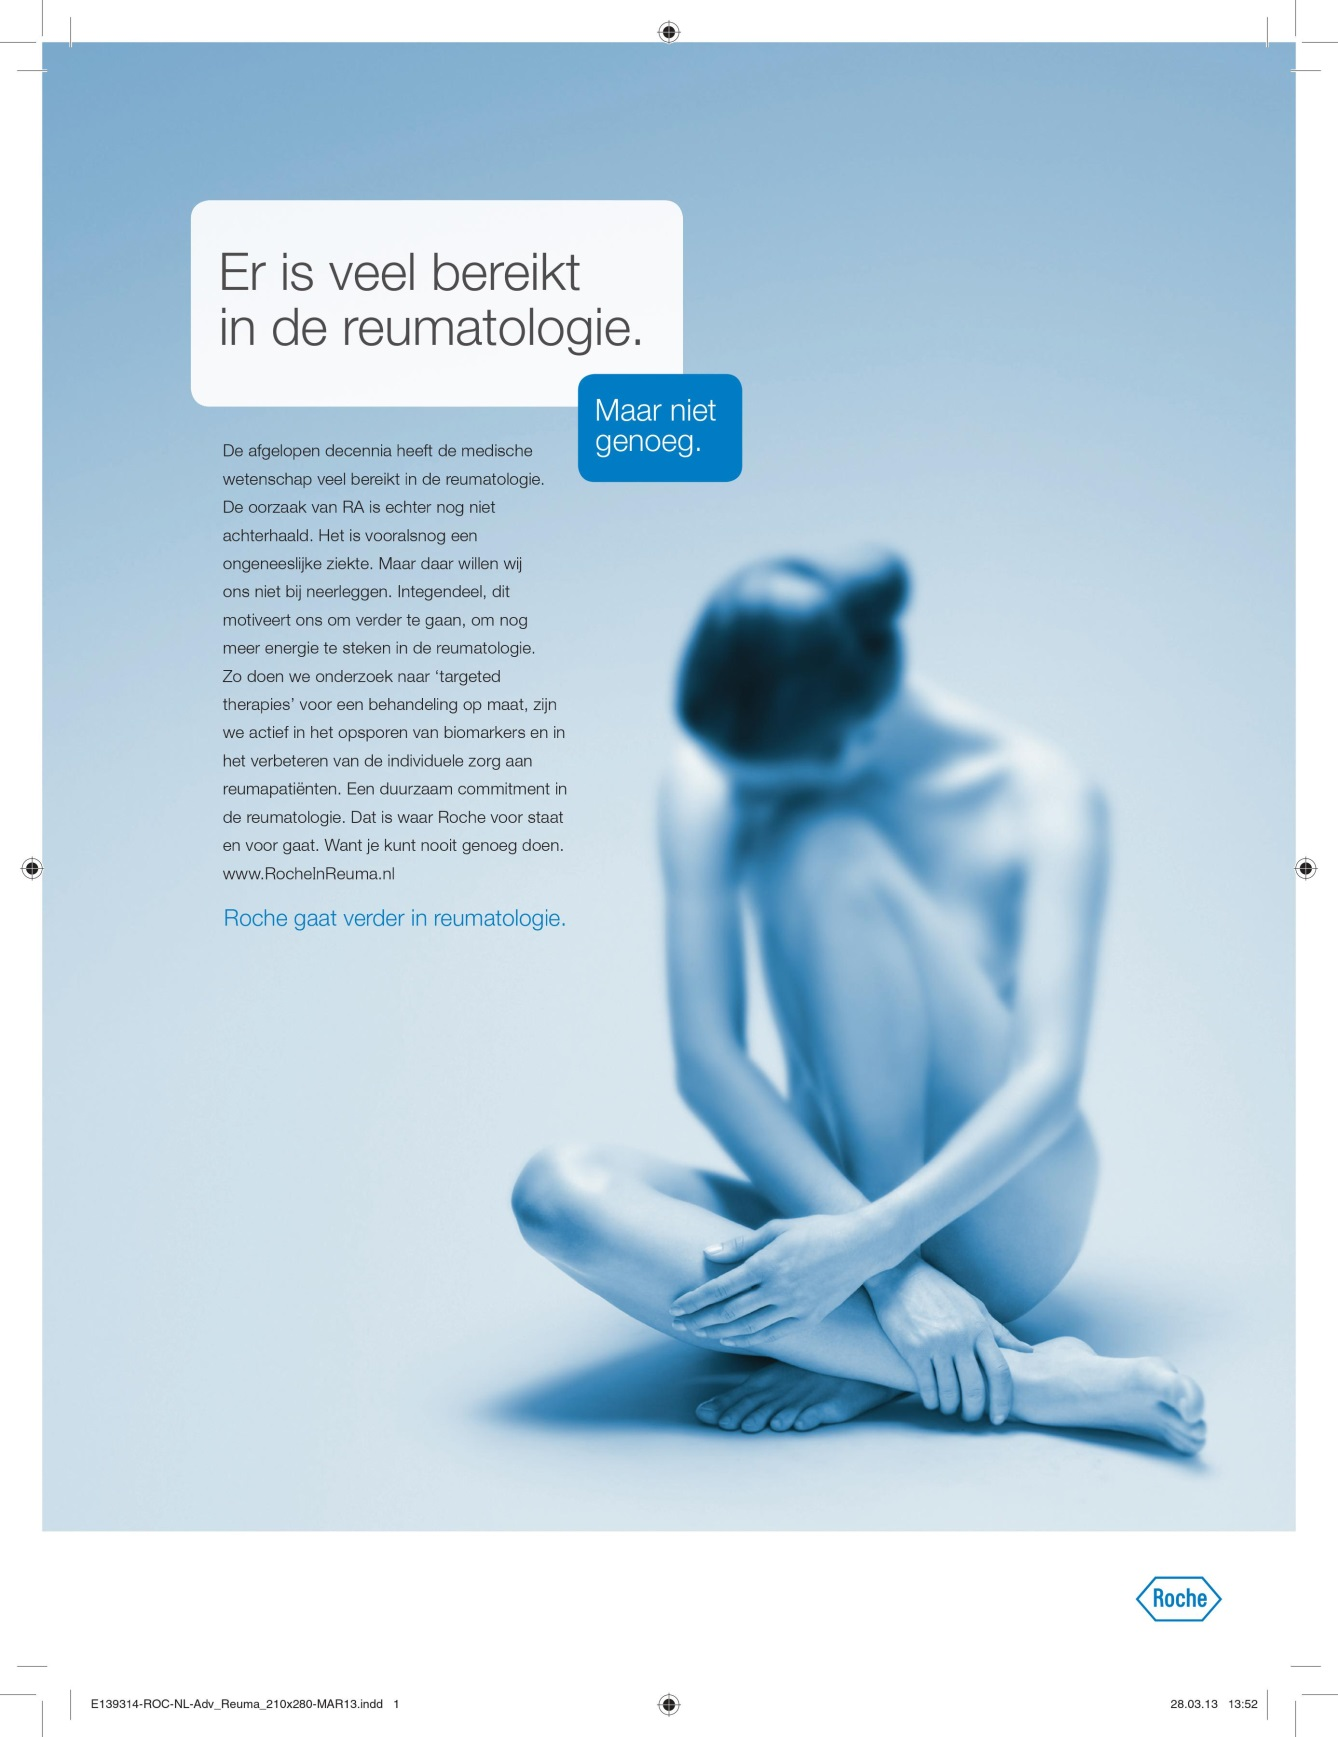 Er is veel bereikt
in de reumatologie.
Maar niet
genoeg.
De afgelopen decennia heeft de medische
wetenschap veel bereikt in de reumatologie.
De oorzaak van RA is echter nog niet
achterhaald. Het is vooralsnog een
ongeneeslijke ziekte. Maar daar willen wij
ons niet bij neerleggen. Integendeel, dit
motiveert ons om verder te gaan, om nog
meer energie te steken in de reumatologie.
Zo doen we onderzoek naar ‘targeted
therapies’ voor een behandeling op maat, zijn
we actief in het opsporen van biomarkers en in
het verbeteren van de individuele zorg aan
reumapatiënten. Een duurzaam commitment in
de reumatologie. Dat is waar Roche voor staat
en voor gaat. Want je kunt nooit genoeg doen.
www.RocheInReuma.nl
Roche gaat verder in reumatologie.
Roche
E139314-ROC-NL-Adv_Reuma_210x280-MAR13.indd 1
28.03.13 13:52